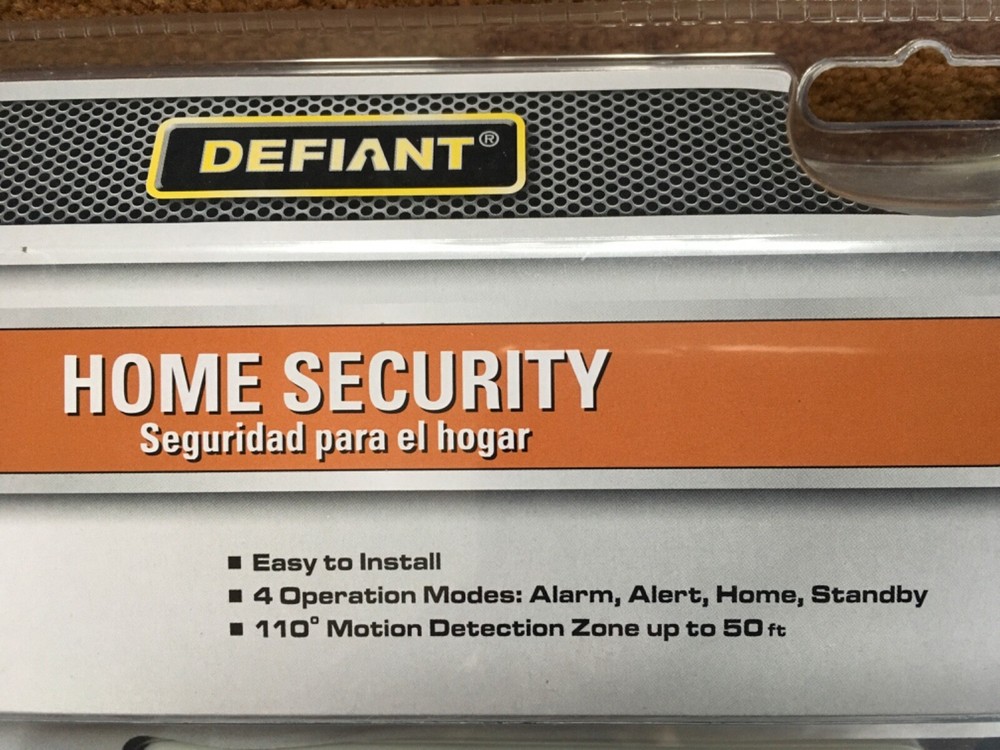 DEFIANT®
HOME SECURITY
Seguridad para el hogar
■ Easy to Install
■ 4 Operation Modes: Alarm, Alert, Home, Standby
■ 110° Motion Detection Zone up to 50 ft